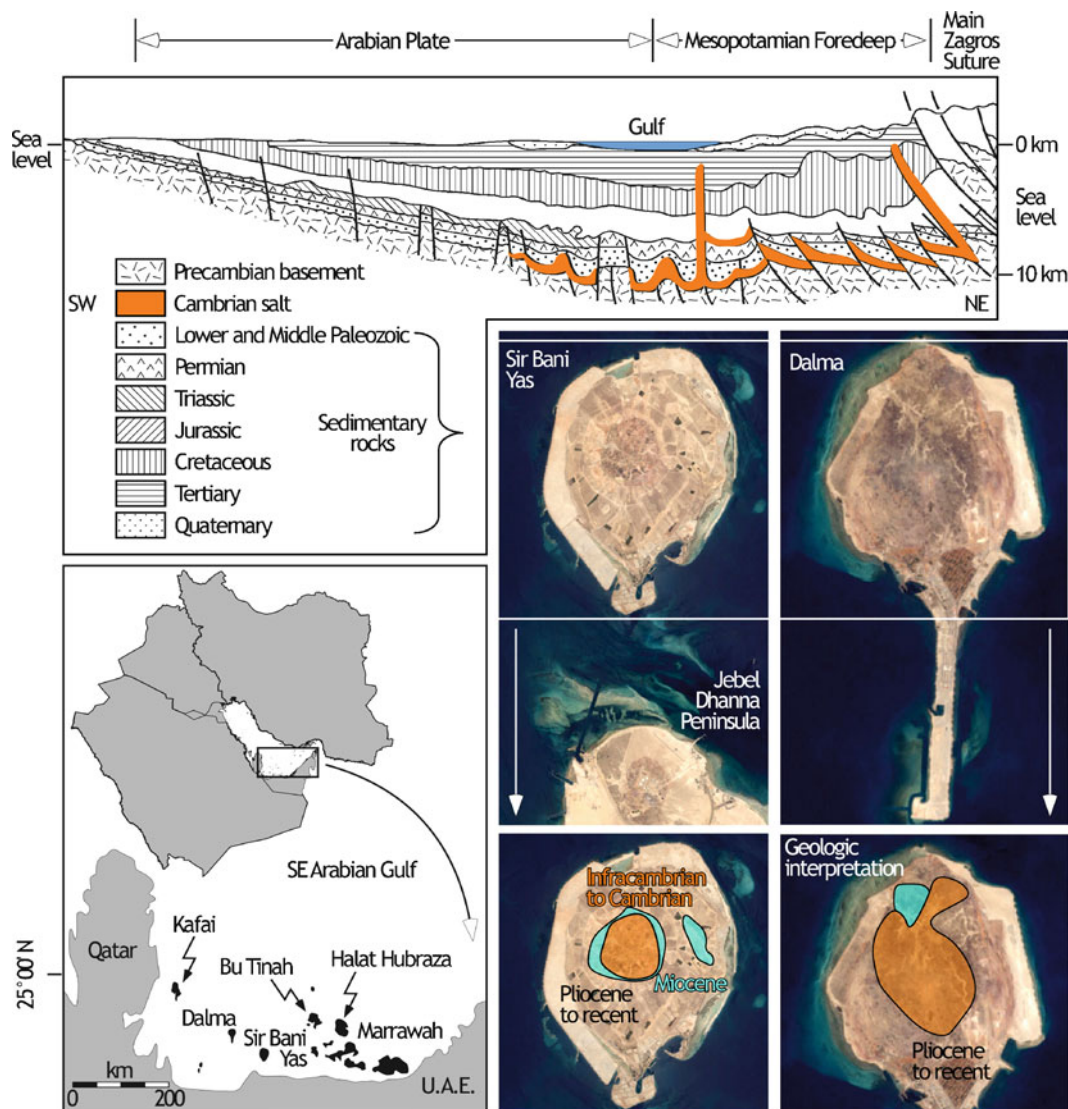 Arabian Plate
Mesopotamian Foredeep
Main
Zagros
Suture
Sea
level
Gulf
0 km
Sea
level
10 km
SW
NE
Precambian basement
Cambrian salt
Lower and Middle Paleozoic
Permian
Triassic
Jurassic
Cretaceous
Tertiary
Quaternary
Sedimentary
rocks
Sir Bani
Yas
Dalma
Jebel
Dhanna
Peninsula
SE Arabian Gulf
Qatar
Kafai
25°00' N
Bu Tinah
Halat Hubraza
Dalma
Sir Bani
Yas
Marrawah
km
0
200
U.A.E.
Infracambrian
to Cambrian
Miocene
Pliocene
to recent
Geologic
interpretation
Pliocene
to recent